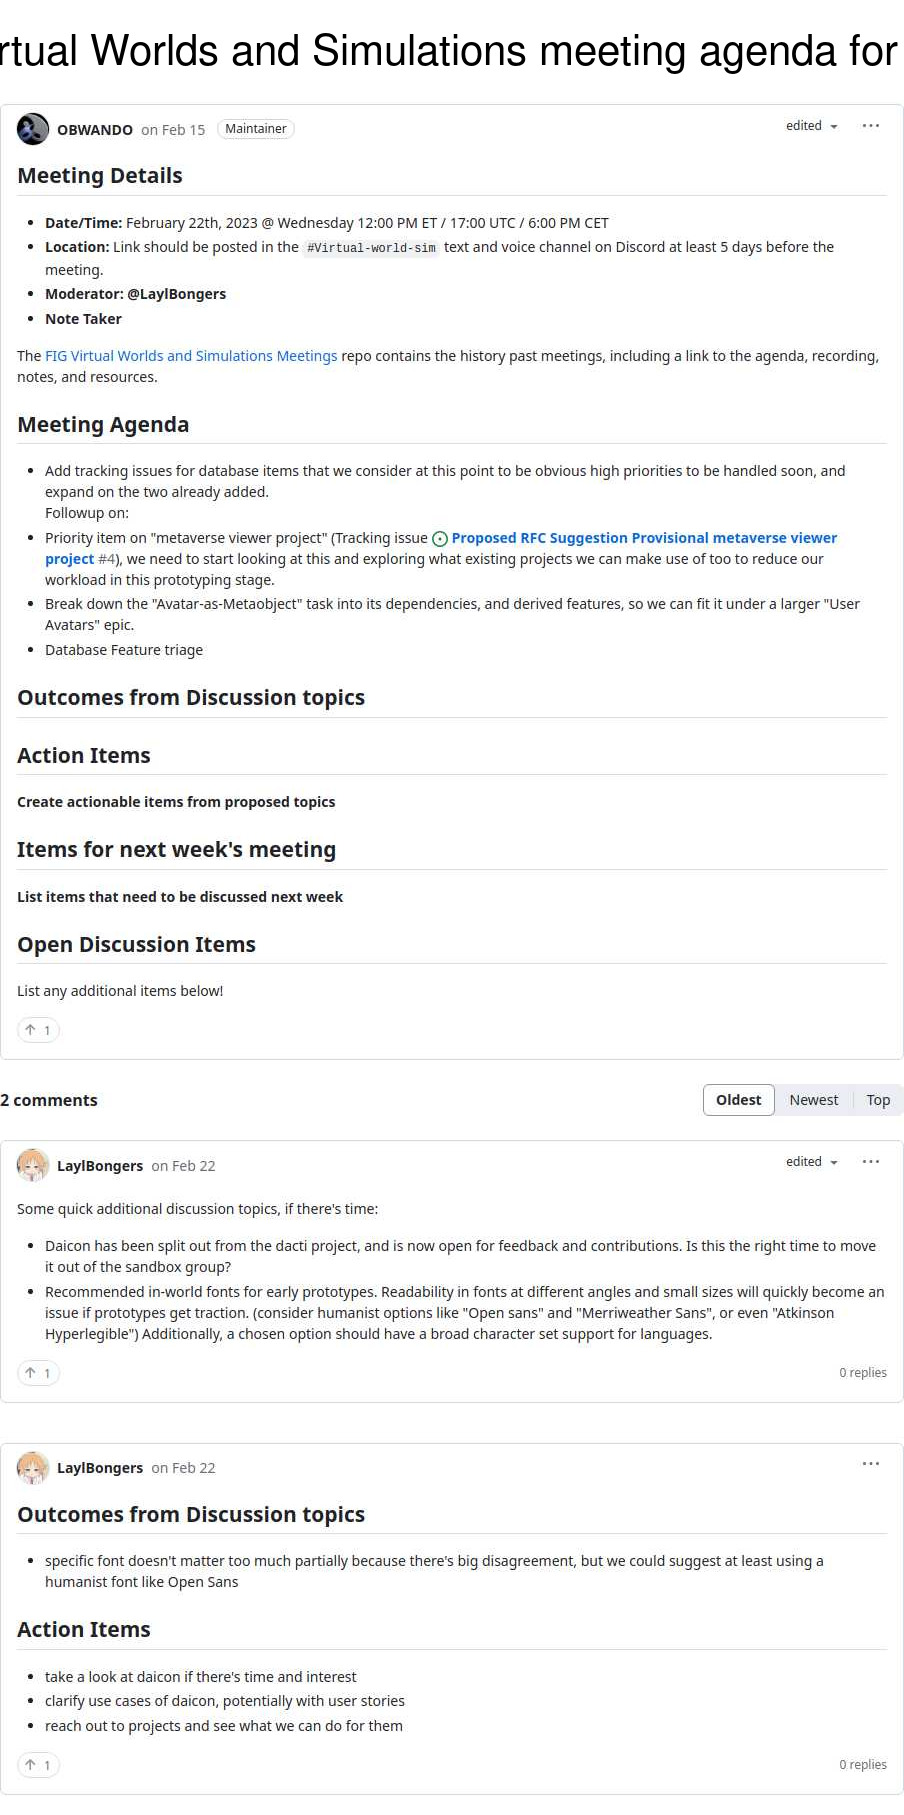 rtual Worlds and Simulations meeting agenda for
OBWANDO on Feb 15 Maintainer edited
Meeting Details
Date/Time: February 22th, 2023 @ Wednesday 12:00 PM ET / 17:00 UTC / 6:00 PM CET
Location: Link should be posted in the #Virtual-world-sim text and voice channel on Discord at least 5 days before the
meeting.
Moderator: @LaylBongers
Note Taker
The FIG Virtual Worlds and Simulations Meetings repo contains the history past meetings, including a link to the agenda, recording,
notes, and resources.
Meeting Agenda
Add tracking issues for database items that we consider at this point to be obvious high priorities to be handled soon, and
expand on the two already added.
Followup on:
Priority item on "metaverse viewer project" (Tracking issue Proposed RFC Suggestion Provisional metaverse viewer
project #4), we need to start looking at this and exploring what existing projects we can make use of too to reduce our
workload in this prototyping stage.
Break down the "Avatar-as-Metaobject" task into its dependencies, and derived features, so we can fit it under a larger "User
Avatars" epic.
Database Feature triage
Outcomes from Discussion topics
Action Items
Create actionable items from proposed topics
Items for next week's meeting
List items that need to be discussed next week
Open Discussion Items
List any additional items below!
1
2 comments Oldest Newest Top
LaylBongers on Feb 22 edited
Some quick additional discussion topics, if there's time:
Daicon has been split out from the dacti project, and is now open for feedback and contributions. Is this the right time to move
it out of the sandbox group?
Recommended in-world fonts for early prototypes. Readability in fonts at different angles and small sizes will quickly become an
issue if prototypes get traction. (consider humanist options like "Open sans" and "Merriweather Sans", or even "Atkinson
Hyperlegible") Additionally, a chosen option should have a broad character set support for languages.
1 0 replies
LaylBongers on Feb 22
Outcomes from Discussion topics
specific font doesn't matter too much partially because there's big disagreement, but we could suggest at least using a
humanist font like Open Sans
Action Items
take a look at daicon if there's time and interest
clarify use cases of daicon, potentially with user stories
reach out to projects and see what we can do for them
1 0 replies